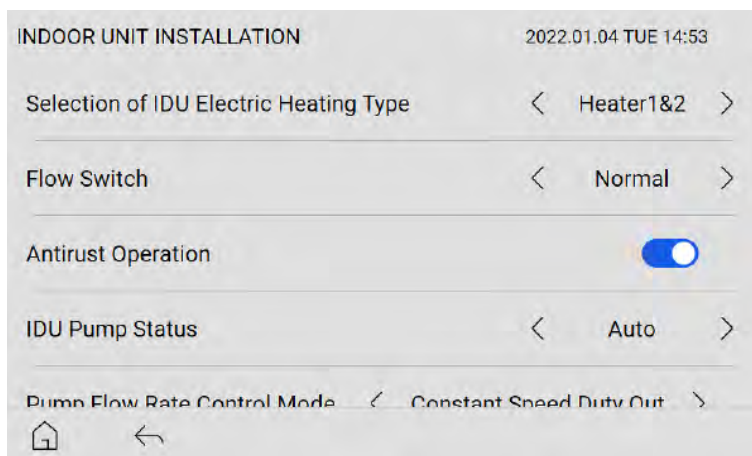 INDOOR UNIT INSTALLATION 2022.01.04 TUE 14:53
Selection of IDU Electric Heating Type < Heater1&2 >
Flow Switch < Normal >
Antirust Operation
IDU Pump Status < Auto >
Pump Flow Rate Control Mode < Constant Speed Duty Out >